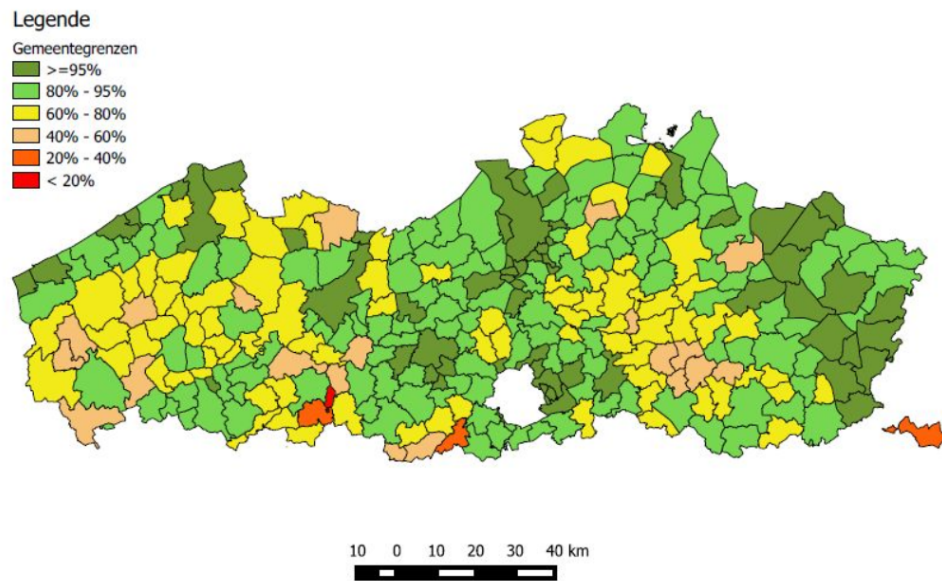 Legende
Gemeentegrenzen
>=95%
80% - 95%
60% - 80%
40% - 60%
20% - 40%
< 20%
10 0 10 20 30 40 km